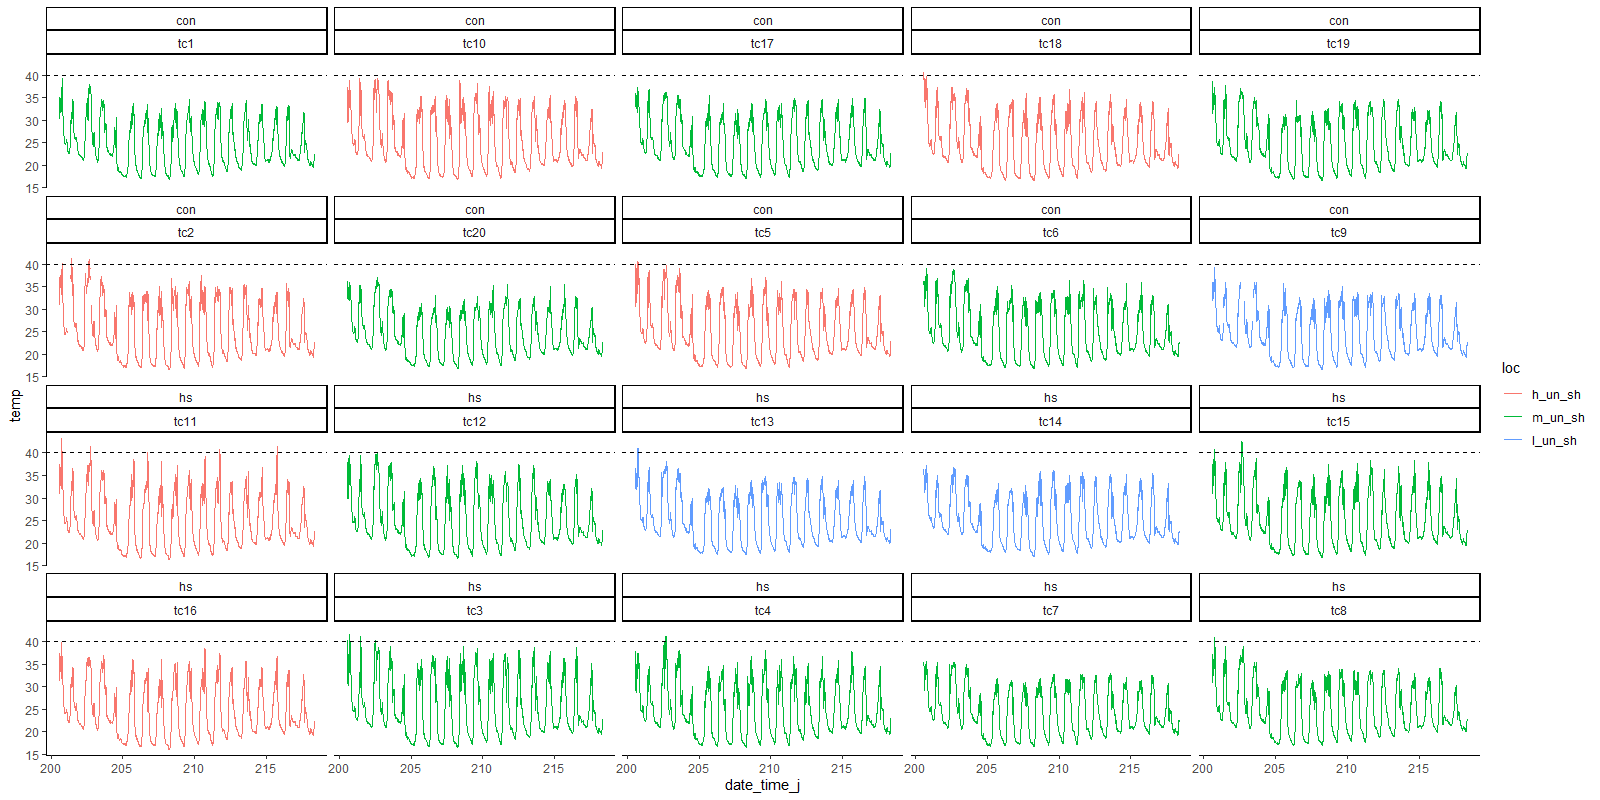 con con con con con
tc1 tc10 tc17 tc18 tc19
40
35
30
25
20
15
con con con con con
tc2 tc20 tc5 tc6 tc9
40
35
30
25
20
15
hs hs hs hs hs
tc11 tc12 tc13 tc14 tc15
40
35
30
25
20
15
hs hs hs hs hs
tc16 tc3 tc4 tc7 tc8
40
35
30
25
20
15
200 205 210 215 200 205 210 215 200 205 210 215 200 205 210 215 200 205 210 215
date_time_j
temp
loc
h_un_sh
m_un_sh
l_un_sh